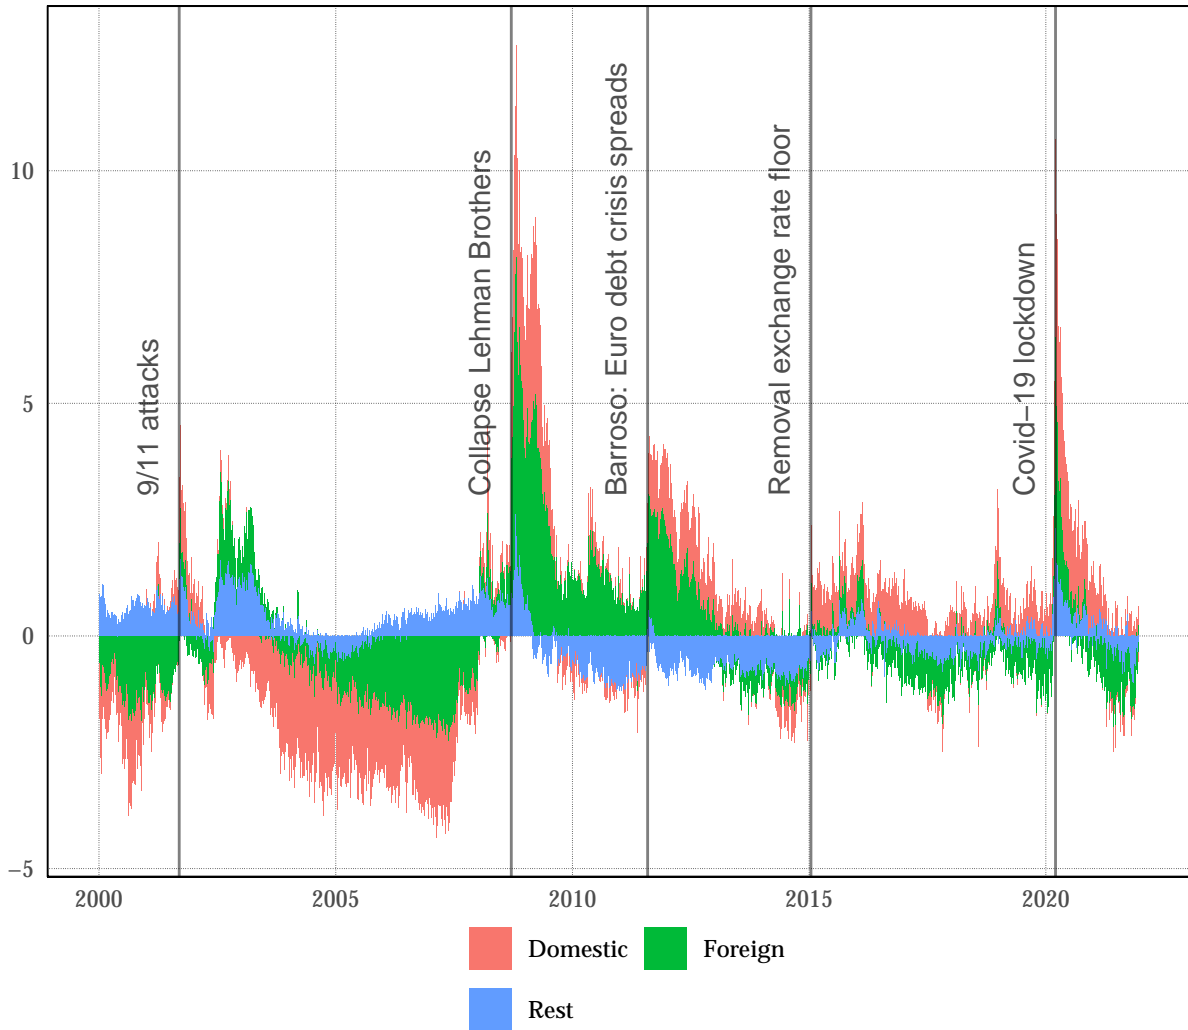 10
5
0
−5
9/11 attacks
Collapse Lehman Brothers
Barroso: Euro debt crisis spreads
Removal exchange rate floor
Covid−19 lockdown
2000 2005 2010 2015 2020
Domestic Foreign
Rest